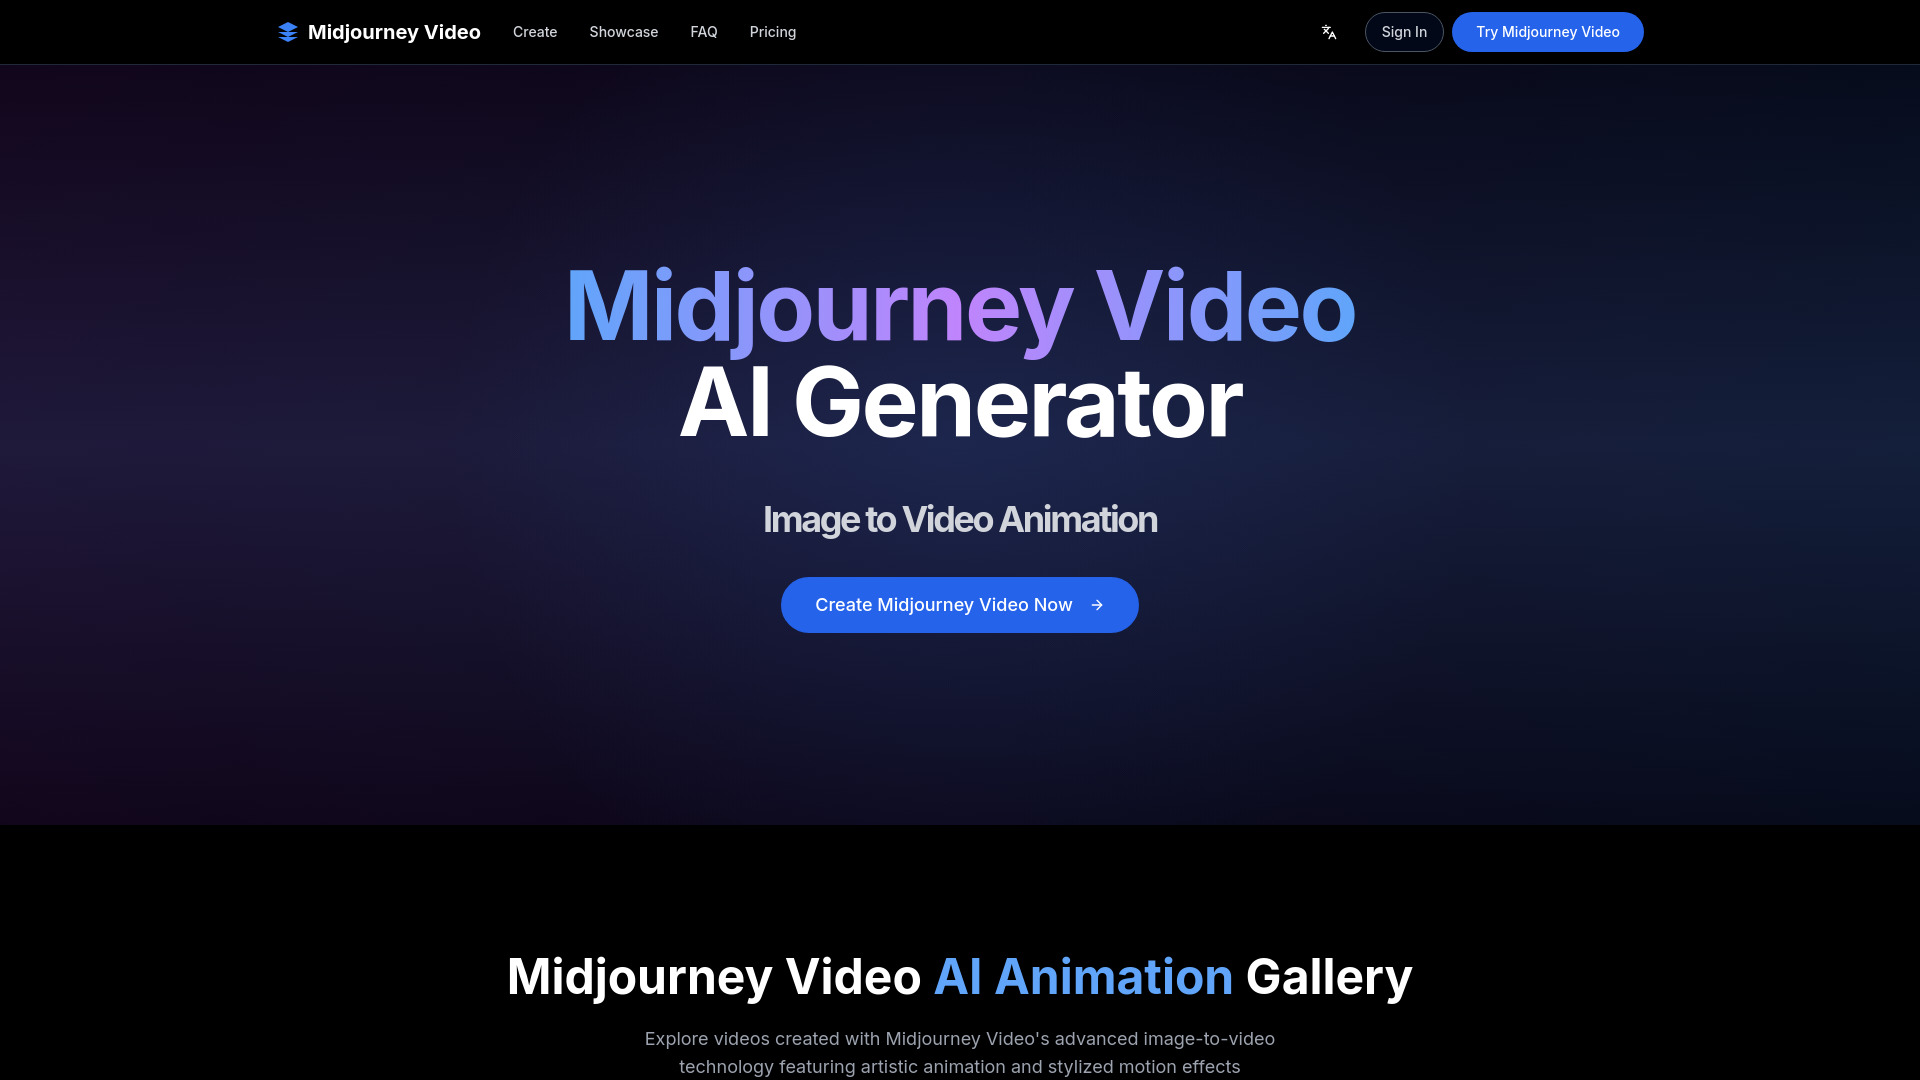 Midjourney Video
Create
Showcase
FAQ
Pricing
Sign In
Try Midjourney Video
Midjourney Video
AI Generator
Image to Video Animation
Create Midjourney Video Now
Midjourney Video AI Animation Gallery
Explore videos created with Midjourney Video's advanced image-to-video
technology featuring artistic animation and stylized motion effects